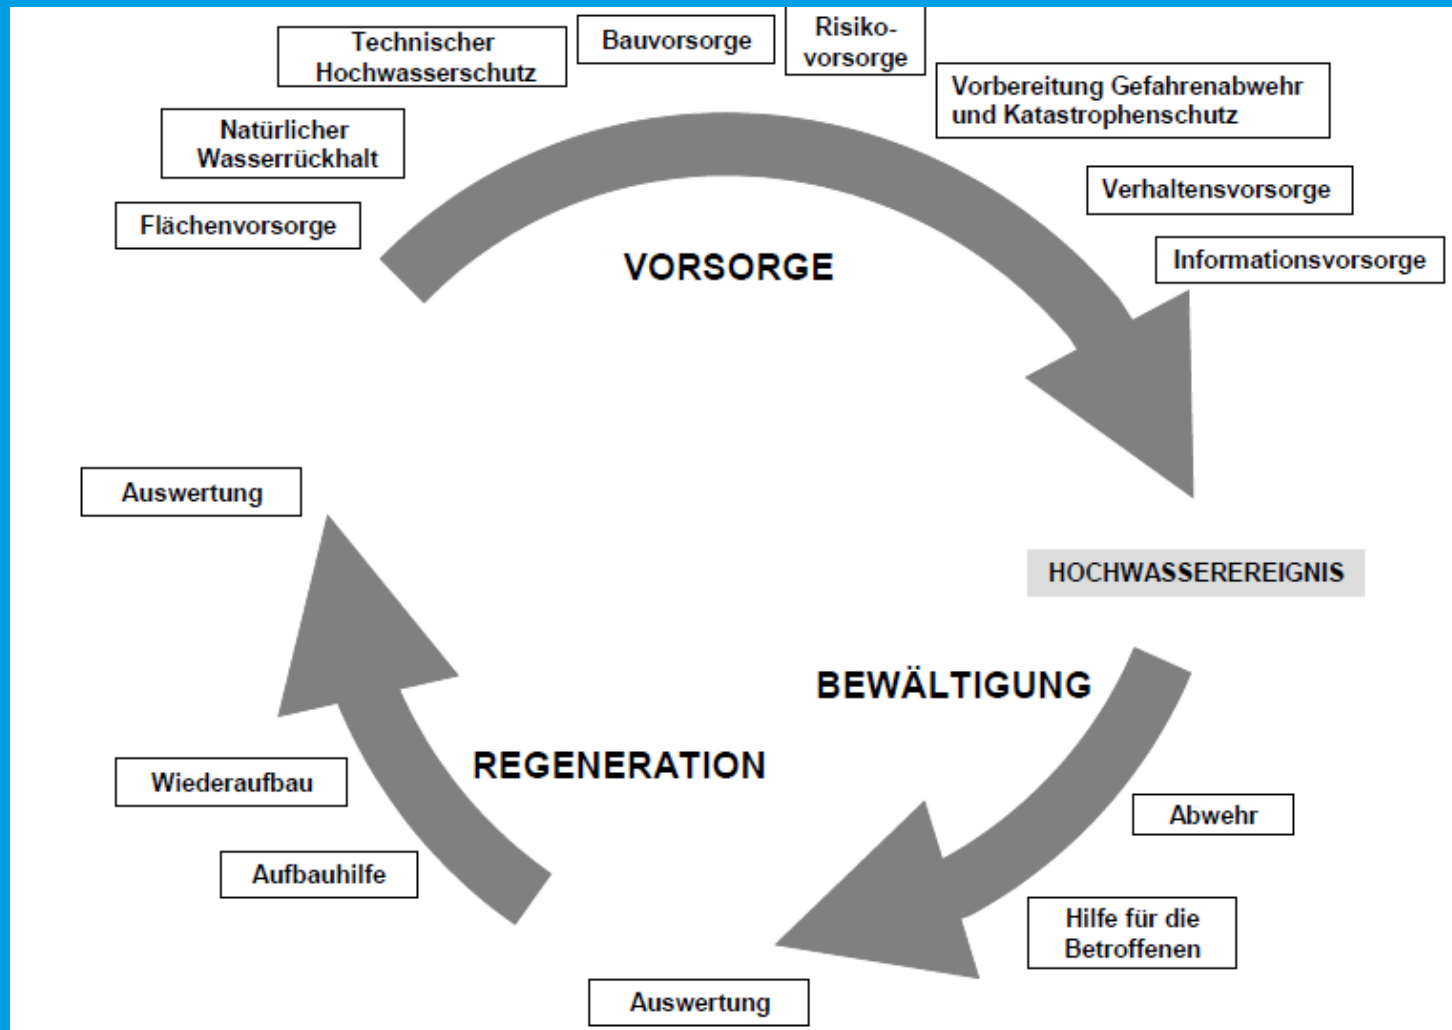 Technischer
Hochwasserschutz
Bauvorsorge
Risiko-
vorsorge
Vorbereitung Gefahrenabwehr
und Katastrophenschutz
Natürlicher
Wasserrückhalt
Verhaltensvorsorge
Flächenvorsorge
Informationsvorsorge
VORSORGE
Auswertung
HOCHWASSEREREIGNIS
BEWÄLTIGUNG
REGENERATION
Wiederaufbau
Abwehr
Aufbauhilfe
Hilfe für die
Betroffenen
Auswertung